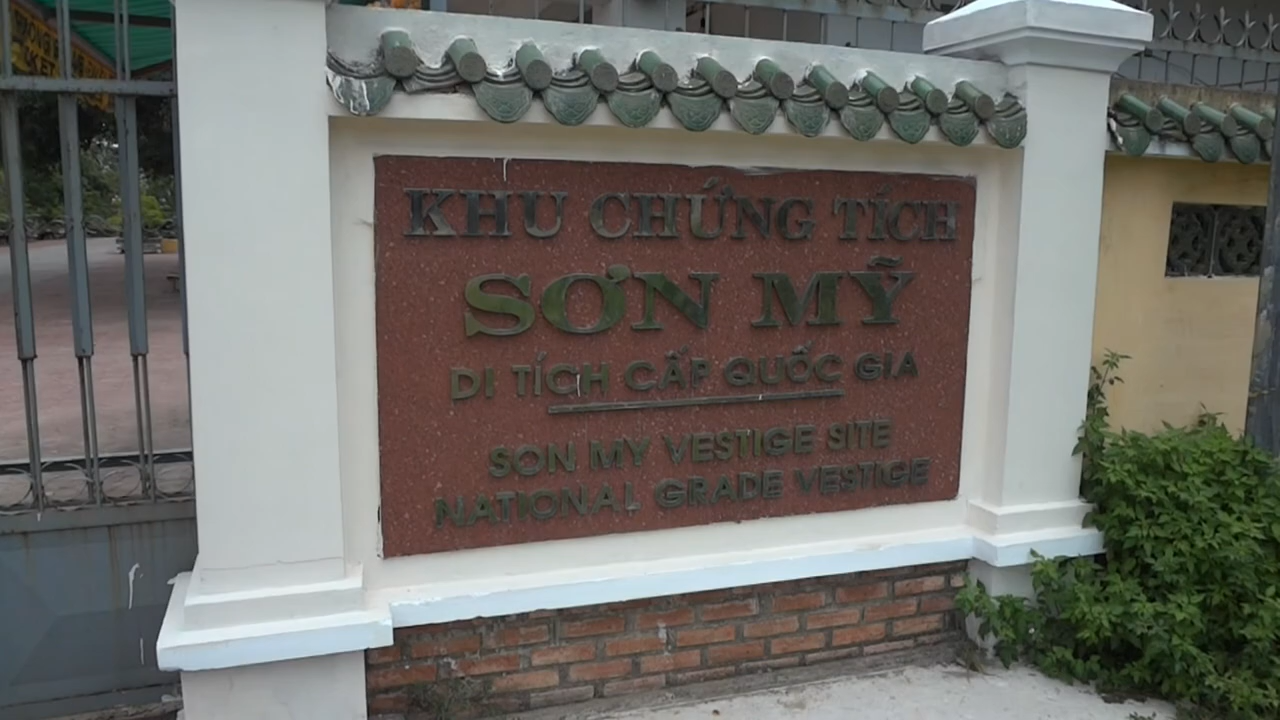 KHU CHỨNG TÍCH
SƠN MỸ
DI TÍCH CẤP QUỐC GIA
SON MY VESTIGE SITE
NATIONAL GRADE VESTIGE